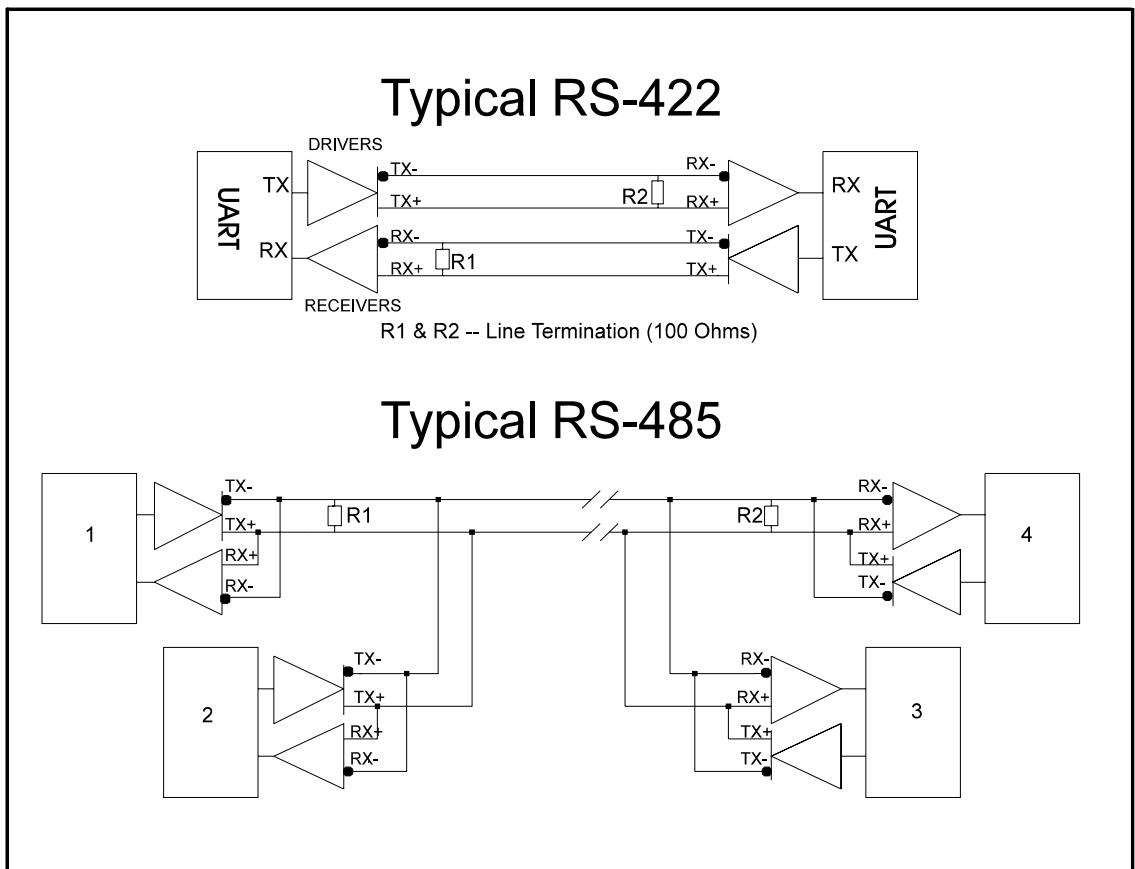 Typical RS-422
DRIVERS
UART
TX
RX
TX-
TX+
RX-
RX+
R1
R2
RX-
RX+
TX-
TX+
RX
TX
UART
RECEIVERS
R1 & R2 -- Line Termination (100 Ohms)
Typical RS-485
1
TX-
TX+
RX+
RX-
R1
R2
RX-
RX+
TX+
TX-
4
2
TX-
TX+
RX+
RX-
RX-
RX+
TX+
TX-
3